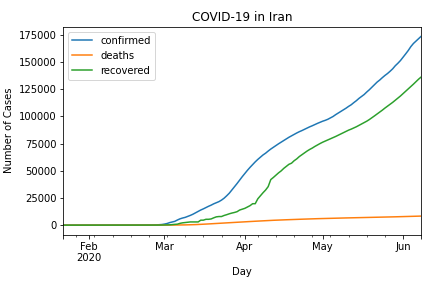 COVID-19 in Iran
confirmed
deaths
recovered
175000
150000
125000
100000
75000
50000
25000
0
Number of Cases
Feb
2020
Mar
Apr
May
Jun
Day